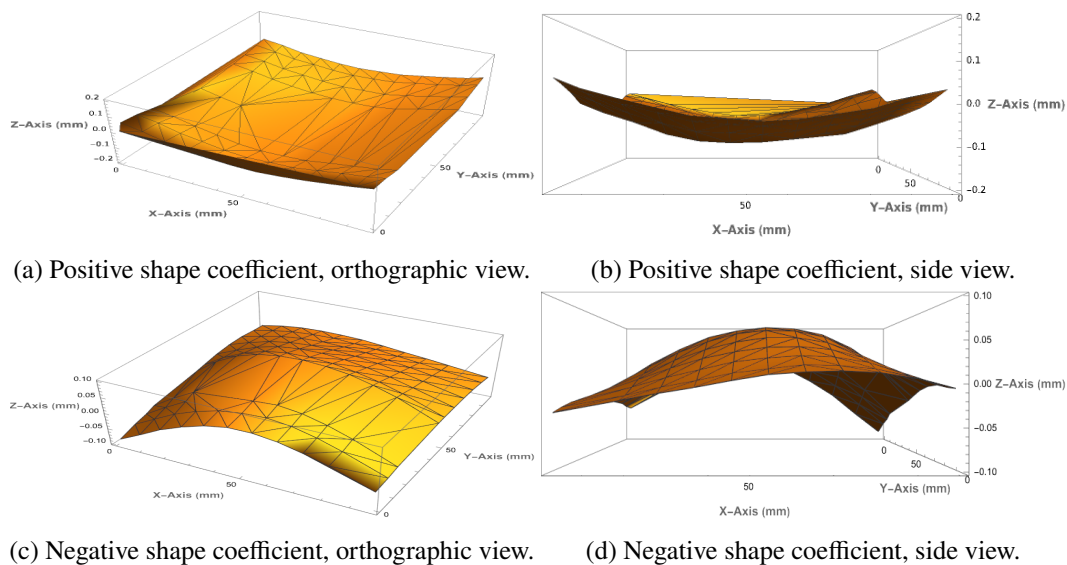 0.2
0.1
Z–Axis (mm) 0.0
−0.1
−0.2
0
50
X–Axis (mm)
0
50
Y–Axis (mm)
0.2
0.1
0.0 Z–Axis (mm)
−0.1
−0.2
0
50
0
Y–Axis (mm)
50
X–Axis (mm)
(a) Positive shape coefficient, orthographic view.
(b) Positive shape coefficient, side view.
0.10
0.05
Z–Axis (mm) 0.00
−0.05
−0.10
0
50
X–Axis (mm)
0
50
Y–Axis (mm)
0.10
0.05
0.00 Z–Axis (mm)
−0.05
−0.10
0
50
0
Y–Axis (mm)
50
X–Axis (mm)
(c) Negative shape coefficient, orthographic view.
(d) Negative shape coefficient, side view.